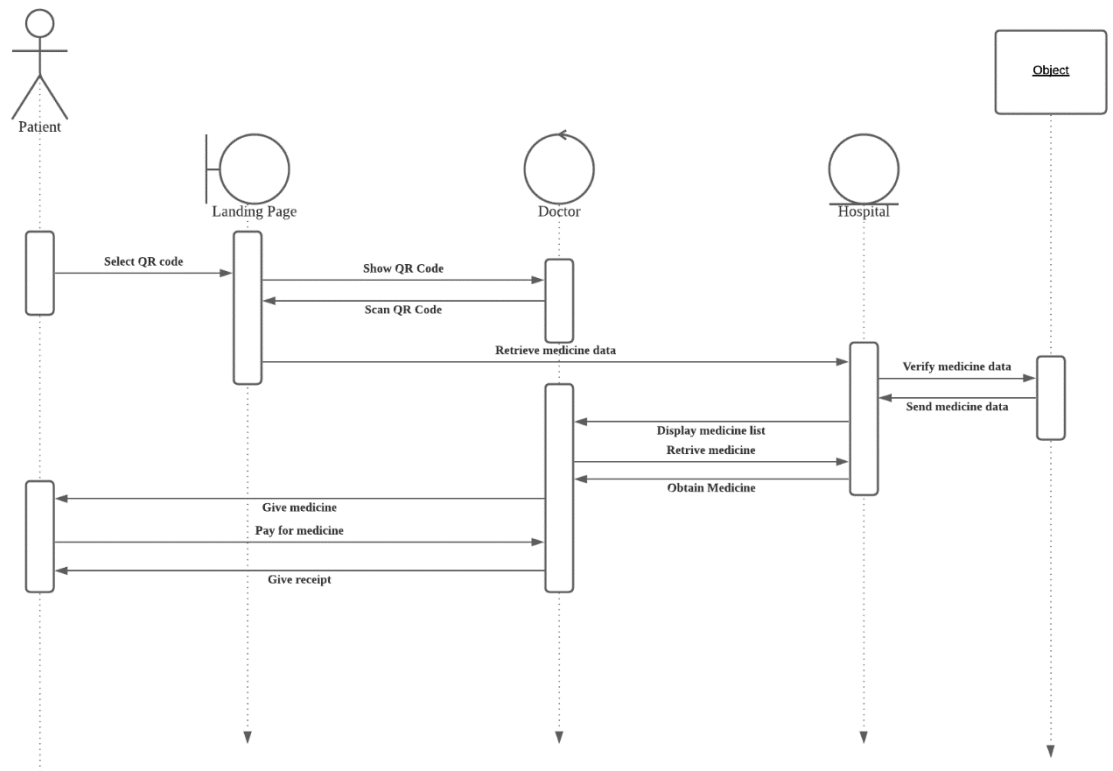 Object
Patient
Landing Page
Doctor
Hospital
Select QR code
Show QR Code
Scan QR Code
Retrieve medicine data
Verify medicine data
Send medicine data
Display medicine list
Retrive medicine
Obtain Medicine
Give medicine
Pay for medicine
Give receipt